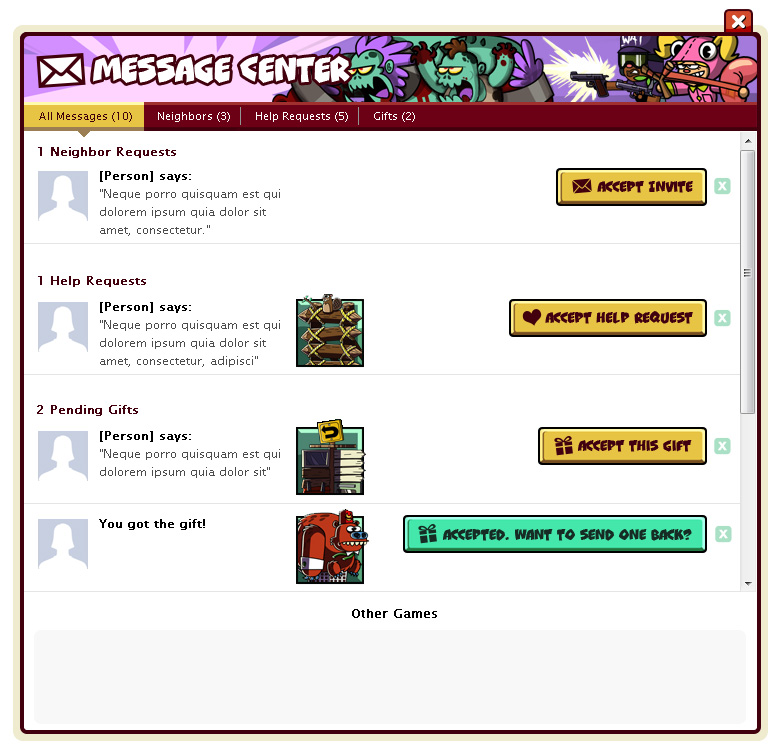 MESSAGE CENTER
All Messages (10)
Neighbors (3)
Help Requests (5)
Gifts (2)
1 Neighbor Requests
[Person] says:
"Neque porro quisquam est qui
dolorem ipsum quia dolor sit
amet, consectetur."
ACCEPT INVITE
X
1 Help Requests
[Person] says:
"Neque porro quisquam est qui
dolorem ipsum quia dolor sit
amet, consectetur, adipisci"
ACCEPT HELP REQUEST
X
2 Pending Gifts
[Person] says:
"Neque porro quisquam est qui
dolorem ipsum quia dolor sit"
ACCEPT THIS GIFT
X
You got the gift!
ACCEPTED. WANT TO SEND ONE BACK?
X
Other Games